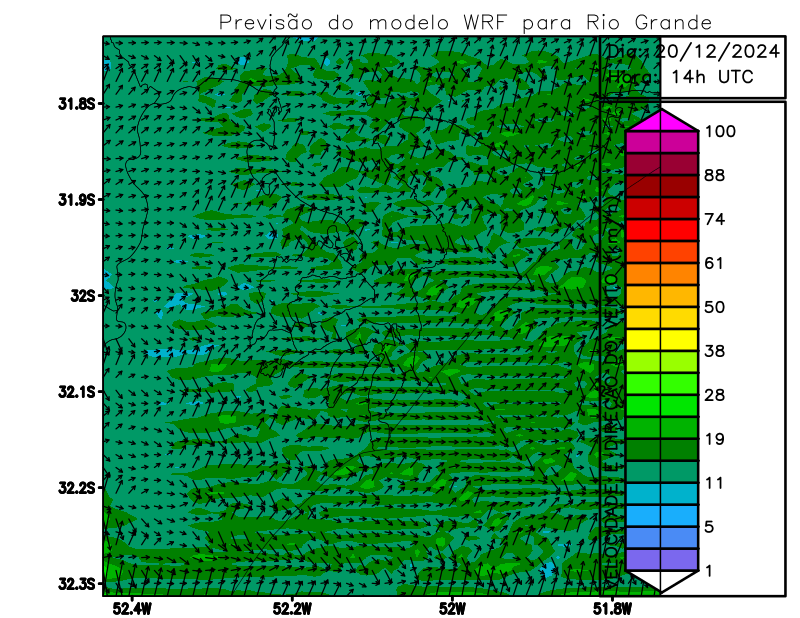 Previsão do modelo WRF para Rio Grande
Dia: 20/12/2024
Hora: 14h UTC
31.8S
31.9S
32S
32.1S
32.2S
32.3S
52.4W
52.2W
52W
51.8W
VELOCIDADE E DIREÇÃO DO VENTO (km/h)
100
88
74
61
50
38
28
19
11
5
1